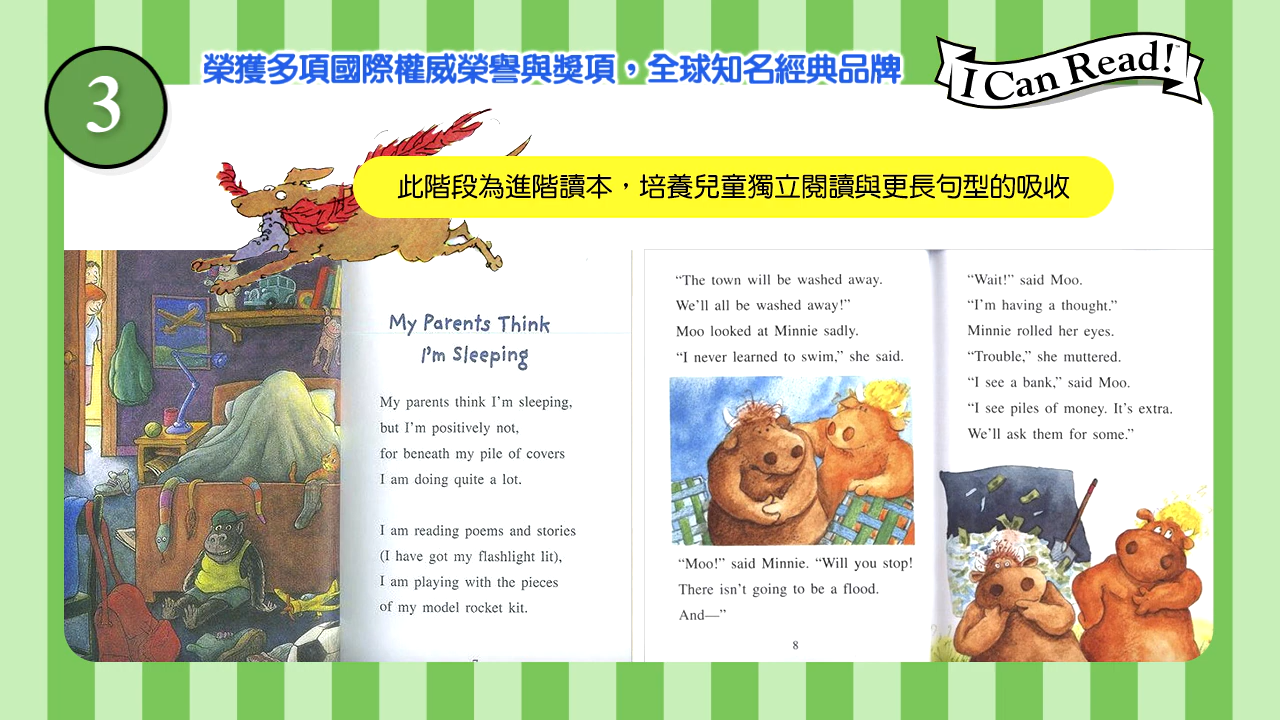 3
榮獲多項國際權威榮譽與獎項，全球知名經典品牌
I Can Read!™
此階段為進階讀本，培養兒童獨立閱讀與更長句型的吸收
My Parents Think
I'm Sleeping
My parents think I'm sleeping,
but I'm positively not,
for beneath my pile of covers
I am doing quite a lot.
I am reading poems and stories
(I have got my flashlight lit),
I am playing with the pieces
of my model rocket kit.
“The town will be washed away.
We'll all be washed away!”
Moo looked at Minnie sadly.
“I never learned to swim,” she said.
“Moo!” said Minnie. “Will you stop!
There isn't going to be a flood.
And—”
8
“Wait!” said Moo.
“I'm having a thought.”
Minnie rolled her eyes.
“Trouble,” she muttered.
“I see a bank,” said Moo.
“I see piles of money. It's extra.
We'll ask them for some.”